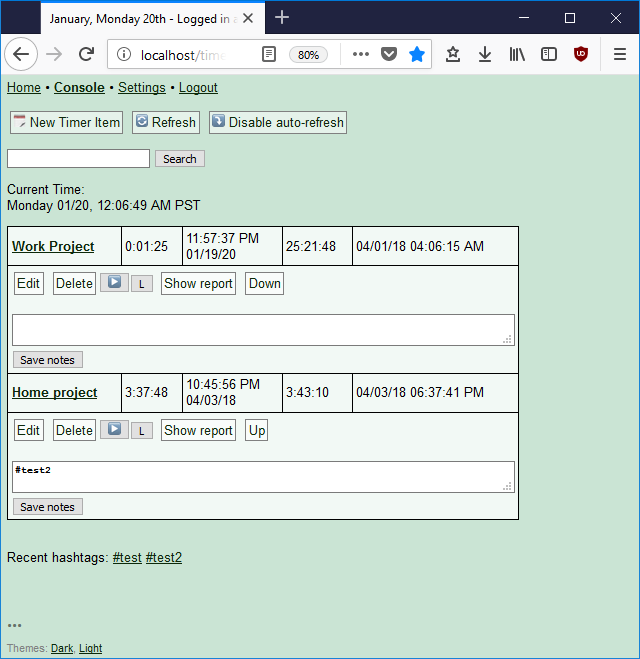 January, Monday 20th - Logged in
localhost/time
80%
Home • Console • Settings • Logout
New Timer Item
Refresh
Disable auto-refresh
Search
Current Time:
Monday 01/20, 12:06:49 AM PST
Work Project
0:01:25
11:57:37 PM
01/19/20
25:21:48
04/01/18 04:06:15 AM
Edit
Delete
L
Show report
Down
Save notes
Home project
3:37:48
10:45:56 PM
04/03/18
3:43:10
04/03/18 06:37:41 PM
Edit
Delete
L
Show report
Up
#test2
Save notes
Recent hashtags: #test #test2
...
Themes: Dark, Light